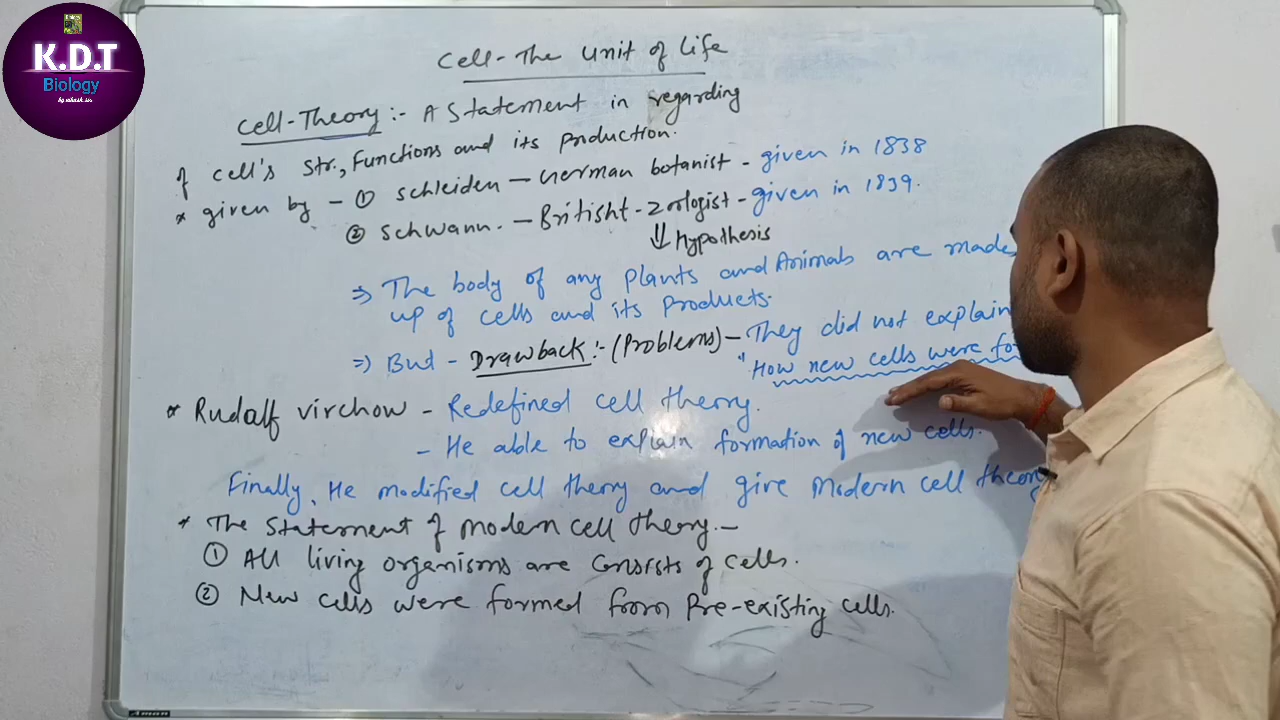 K.D.T
Biology
Cell-The Unit of Life
Cell-Theory:- A Statement in regarding
of cell's Str., Functions and its production.
* given by - ① Schleiden - German botanist - given in 1838
② Schwann. - Britisht - Zoologist - given in 1839.
⇓ Hypothesis
⇒ The body of any plants and Animals are made
up of cells and its products.
⇒ But - Drawback:- (Problems) - They did not explain
"How new cells were fo
* Rudalf virchow - Redefined cell theory.
- He able to explain formation of new cells.
Finally, He modified cell theory and give Modern cell theory
* The Statement of modern cell theory. -
① All living organisms are consists of cells.
② New cells were formed from Pre-existing cells.
Aman